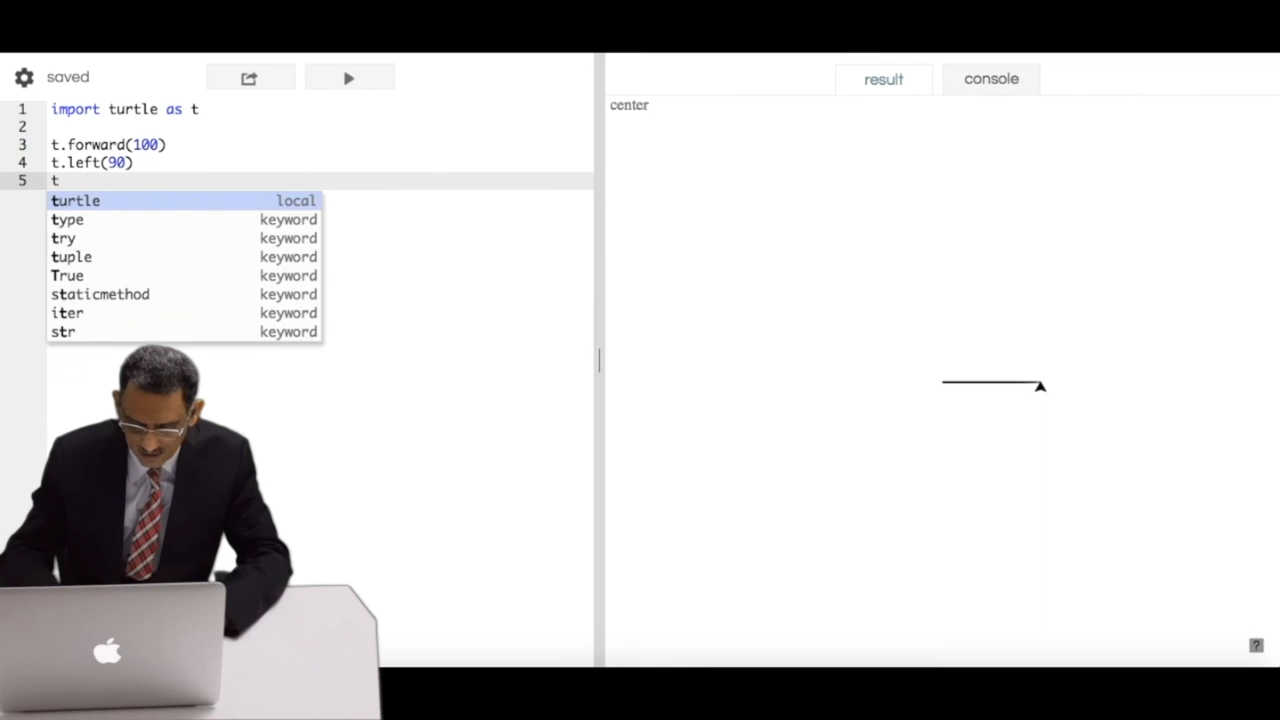 saved
result
console
1 import turtle as t
2
3 t.forward(100)
4 t.left(90)
5 t
turtle local
type keyword
try keyword
tuple keyword
True keyword
staticmethod keyword
iter keyword
str keyword
center
?